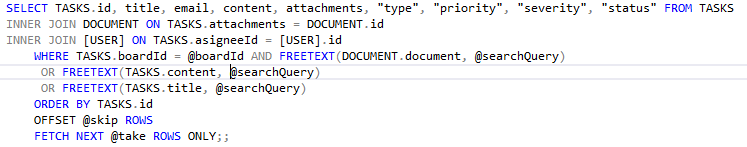 SELECT TASKS.id, title, email, content, attachments, "type", "priority", "severity", "status" FROM TASKS
INNER JOIN DOCUMENT ON TASKS.attachments = DOCUMENT.id
INNER JOIN [USER] ON TASKS.asigneeId = [USER].id
WHERE TASKS.boardId = @boardId AND FREETEXT(DOCUMENT.document, @searchQuery)
OR FREETEXT(TASKS.content, @searchQuery)
OR FREETEXT(TASKS.title, @searchQuery)
ORDER BY TASKS.id
OFFSET @skip ROWS
FETCH NEXT @take ROWS ONLY;;